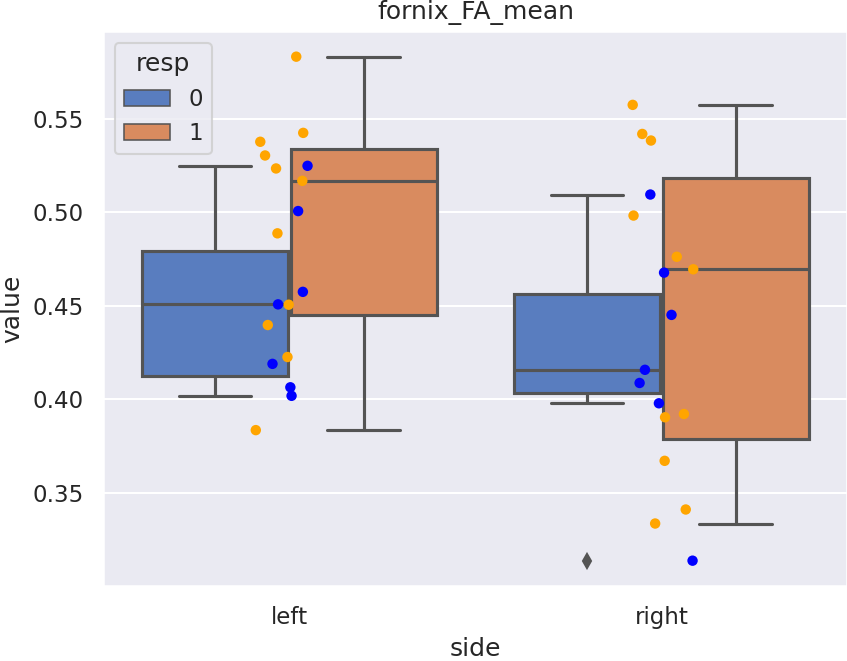 fornix_FA_mean
resp
0
1
value
0.55
0.50
0.45
0.40
0.35
left
right
side